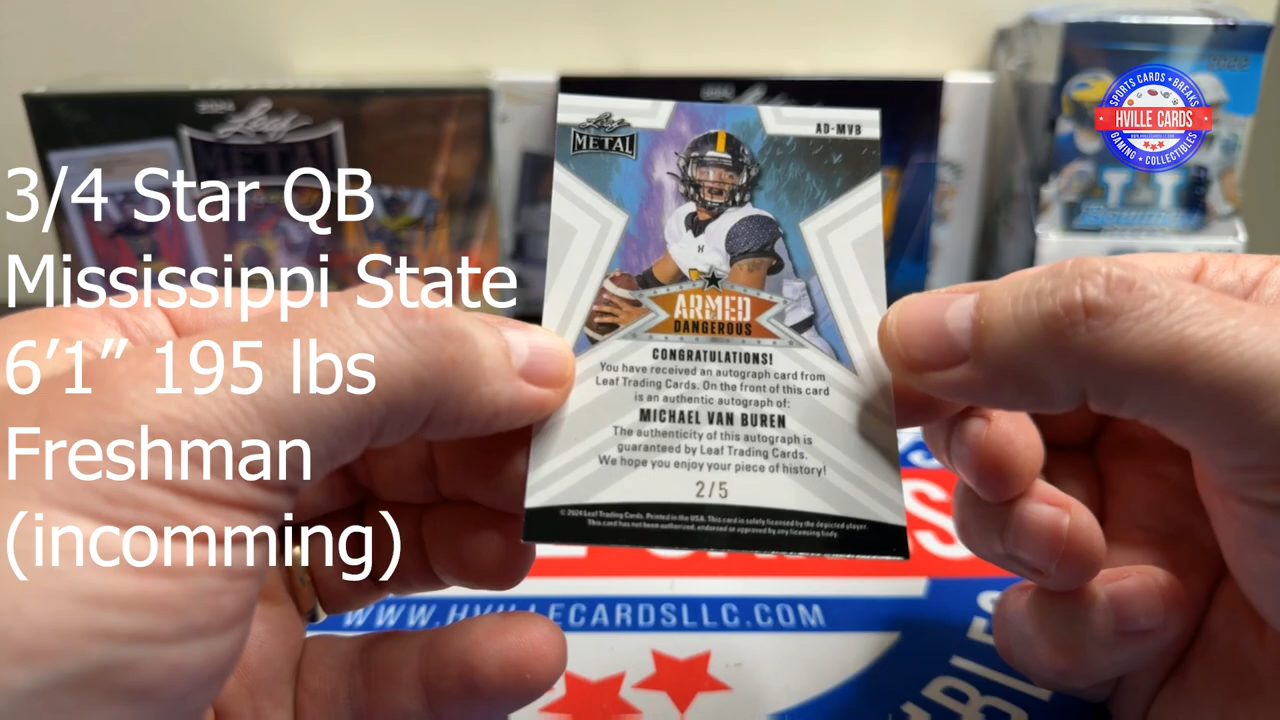 3/4 Star QB
Mississippi State
6’1” 195 lbs
Freshman
(incomming)
SPORTS CARDS • BREAKS
HVILLE CARDS
WWW.HVILLECARDSLLC.COM
GAMING • COLLECTIBLES
Leaf
METAL
Leaf
METAL
AD-MVB
ARMED
DANGEROUS
CONGRATULATIONS!
You have received an autograph card from
Leaf Trading Cards. On the front of this card
is an authentic autograph of:
MICHAEL VAN BUREN
The authenticity of this autograph is
guaranteed by Leaf Trading Cards.
We hope you enjoy your piece of history!
2/5
© 2024 Leaf Trading Cards. Printed in the USA. This card is solely licensed by the depicted player.
This card has not been authorized, endorsed or approved by any licensing body.
WWW.HVILLECARDSLLC.COM